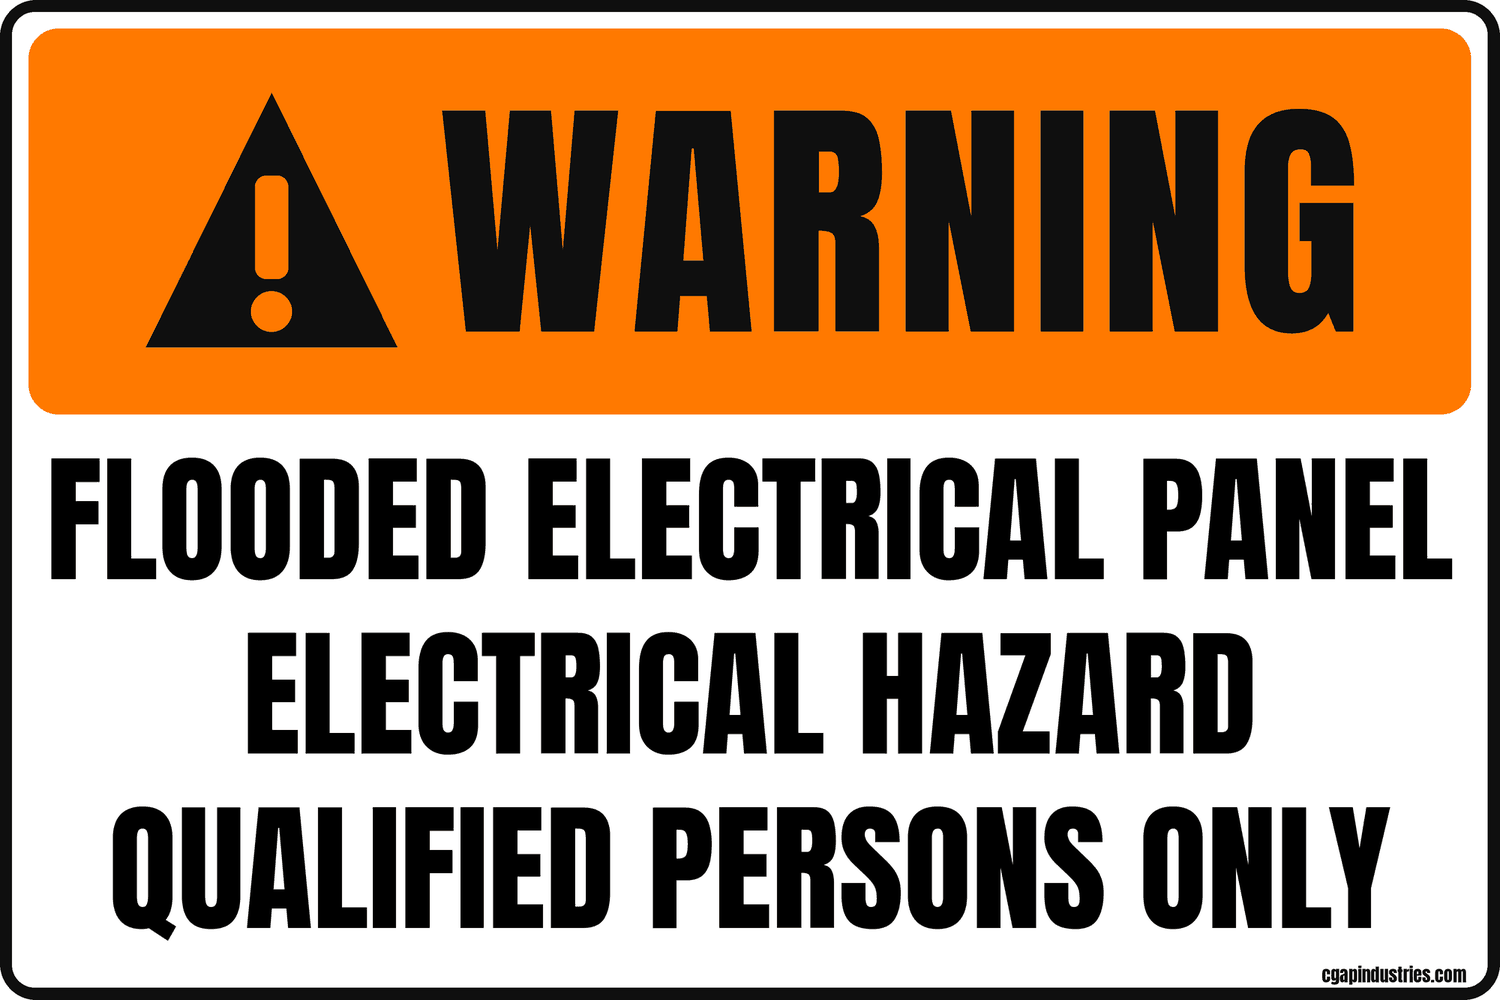 WARNING
FLOODED ELECTRICAL PANEL
ELECTRICAL HAZARD
QUALIFIED PERSONS ONLY
cgapindustries.com